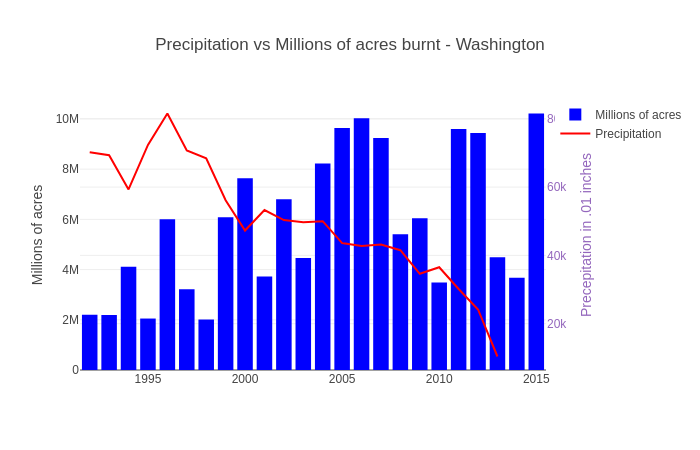 Precipitation vs Millions of acres burnt - Washington
Millions of acres
Precipitation
10M
8M
6M
4M
2M
0
Millions of acres
1995
2000
2005
2010
2015
60k
40k
20k
Precepitation in .01 inches